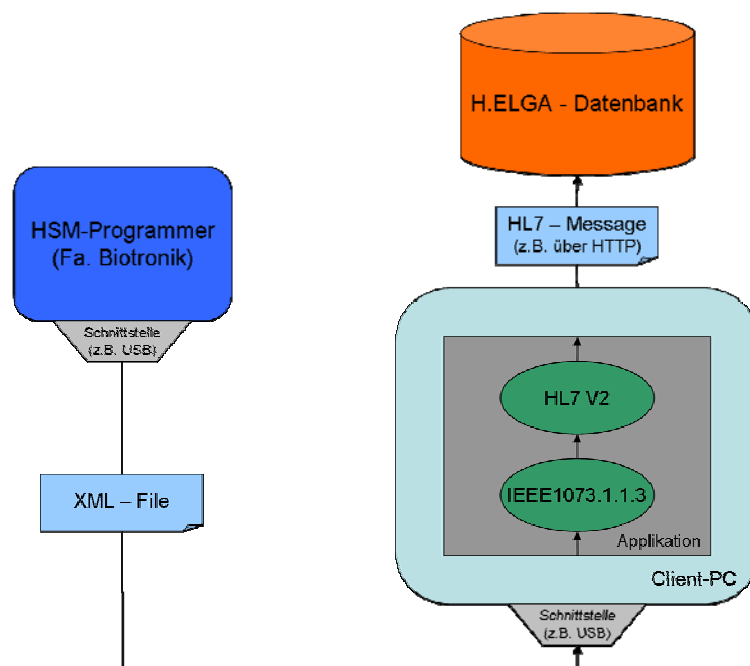 H.ELGA - Datenbank
HL7 – Message
(z.B. über HTTP)
HSM-Programmer
(Fa. Biotronik)
Schnittstelle
(z.B. USB)
XML – File
HL7 V2
IEEE1073.1.1.3
Applikation
Client-PC
Schnittstelle
(z.B. USB)